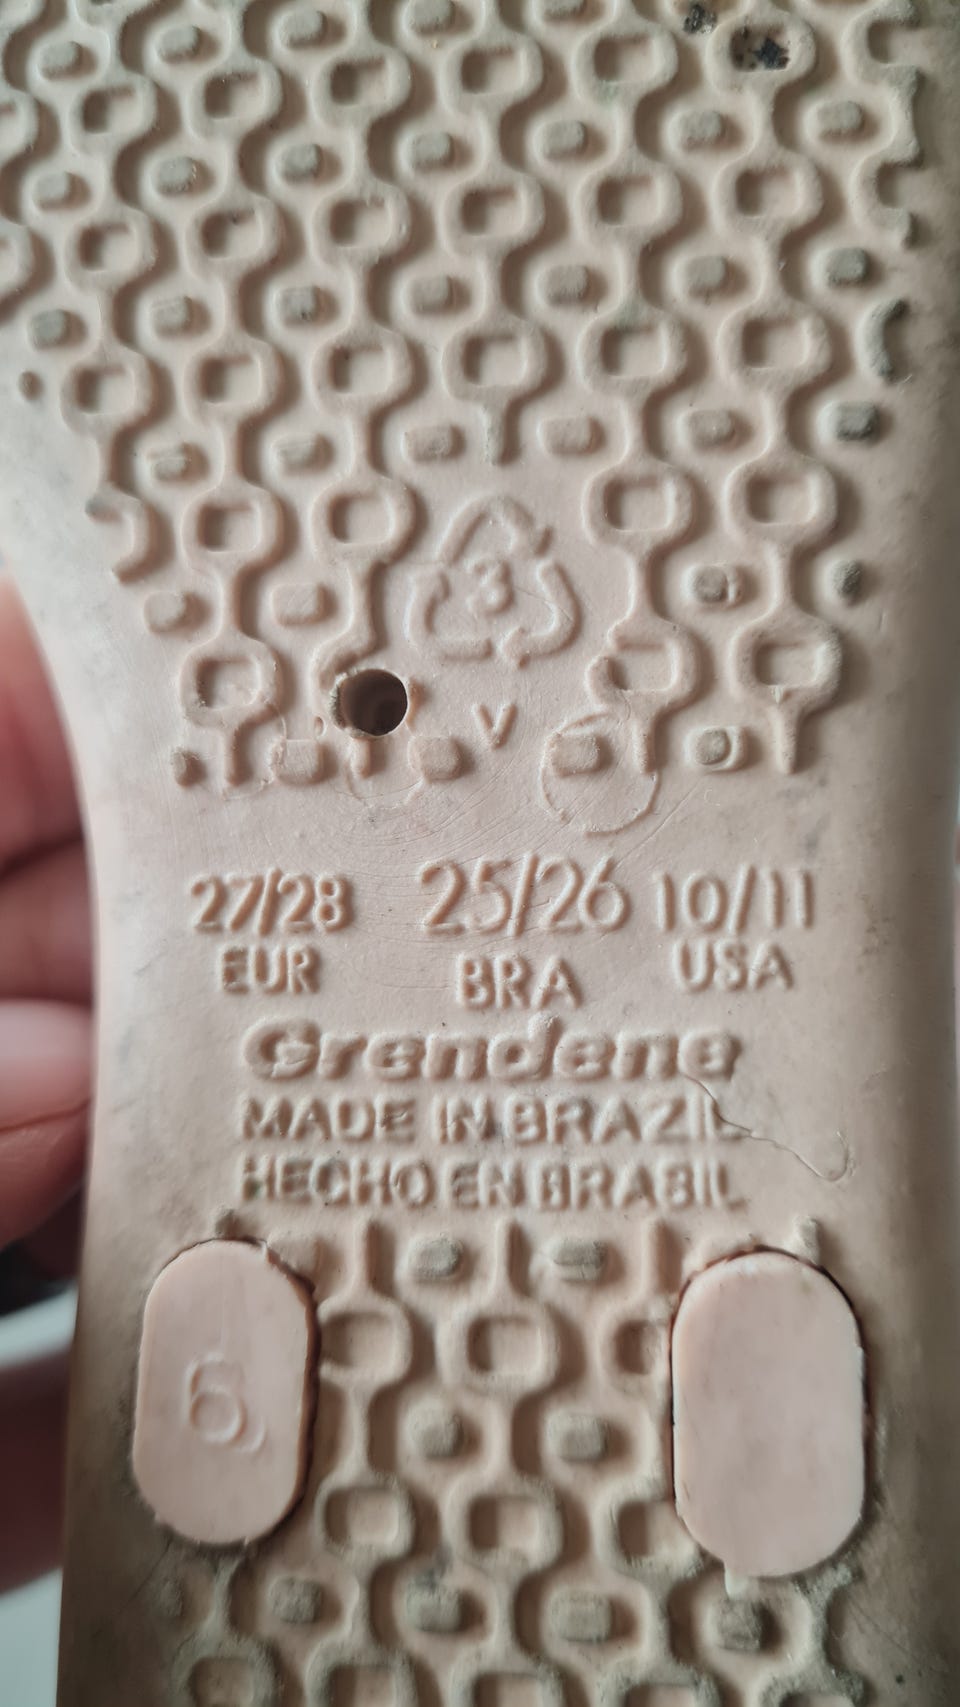 3
V
27/28 25/26 10/11
EUR BRA USA
Grendene
MADE IN BRAZIL
HECHO EN BRASIL
6